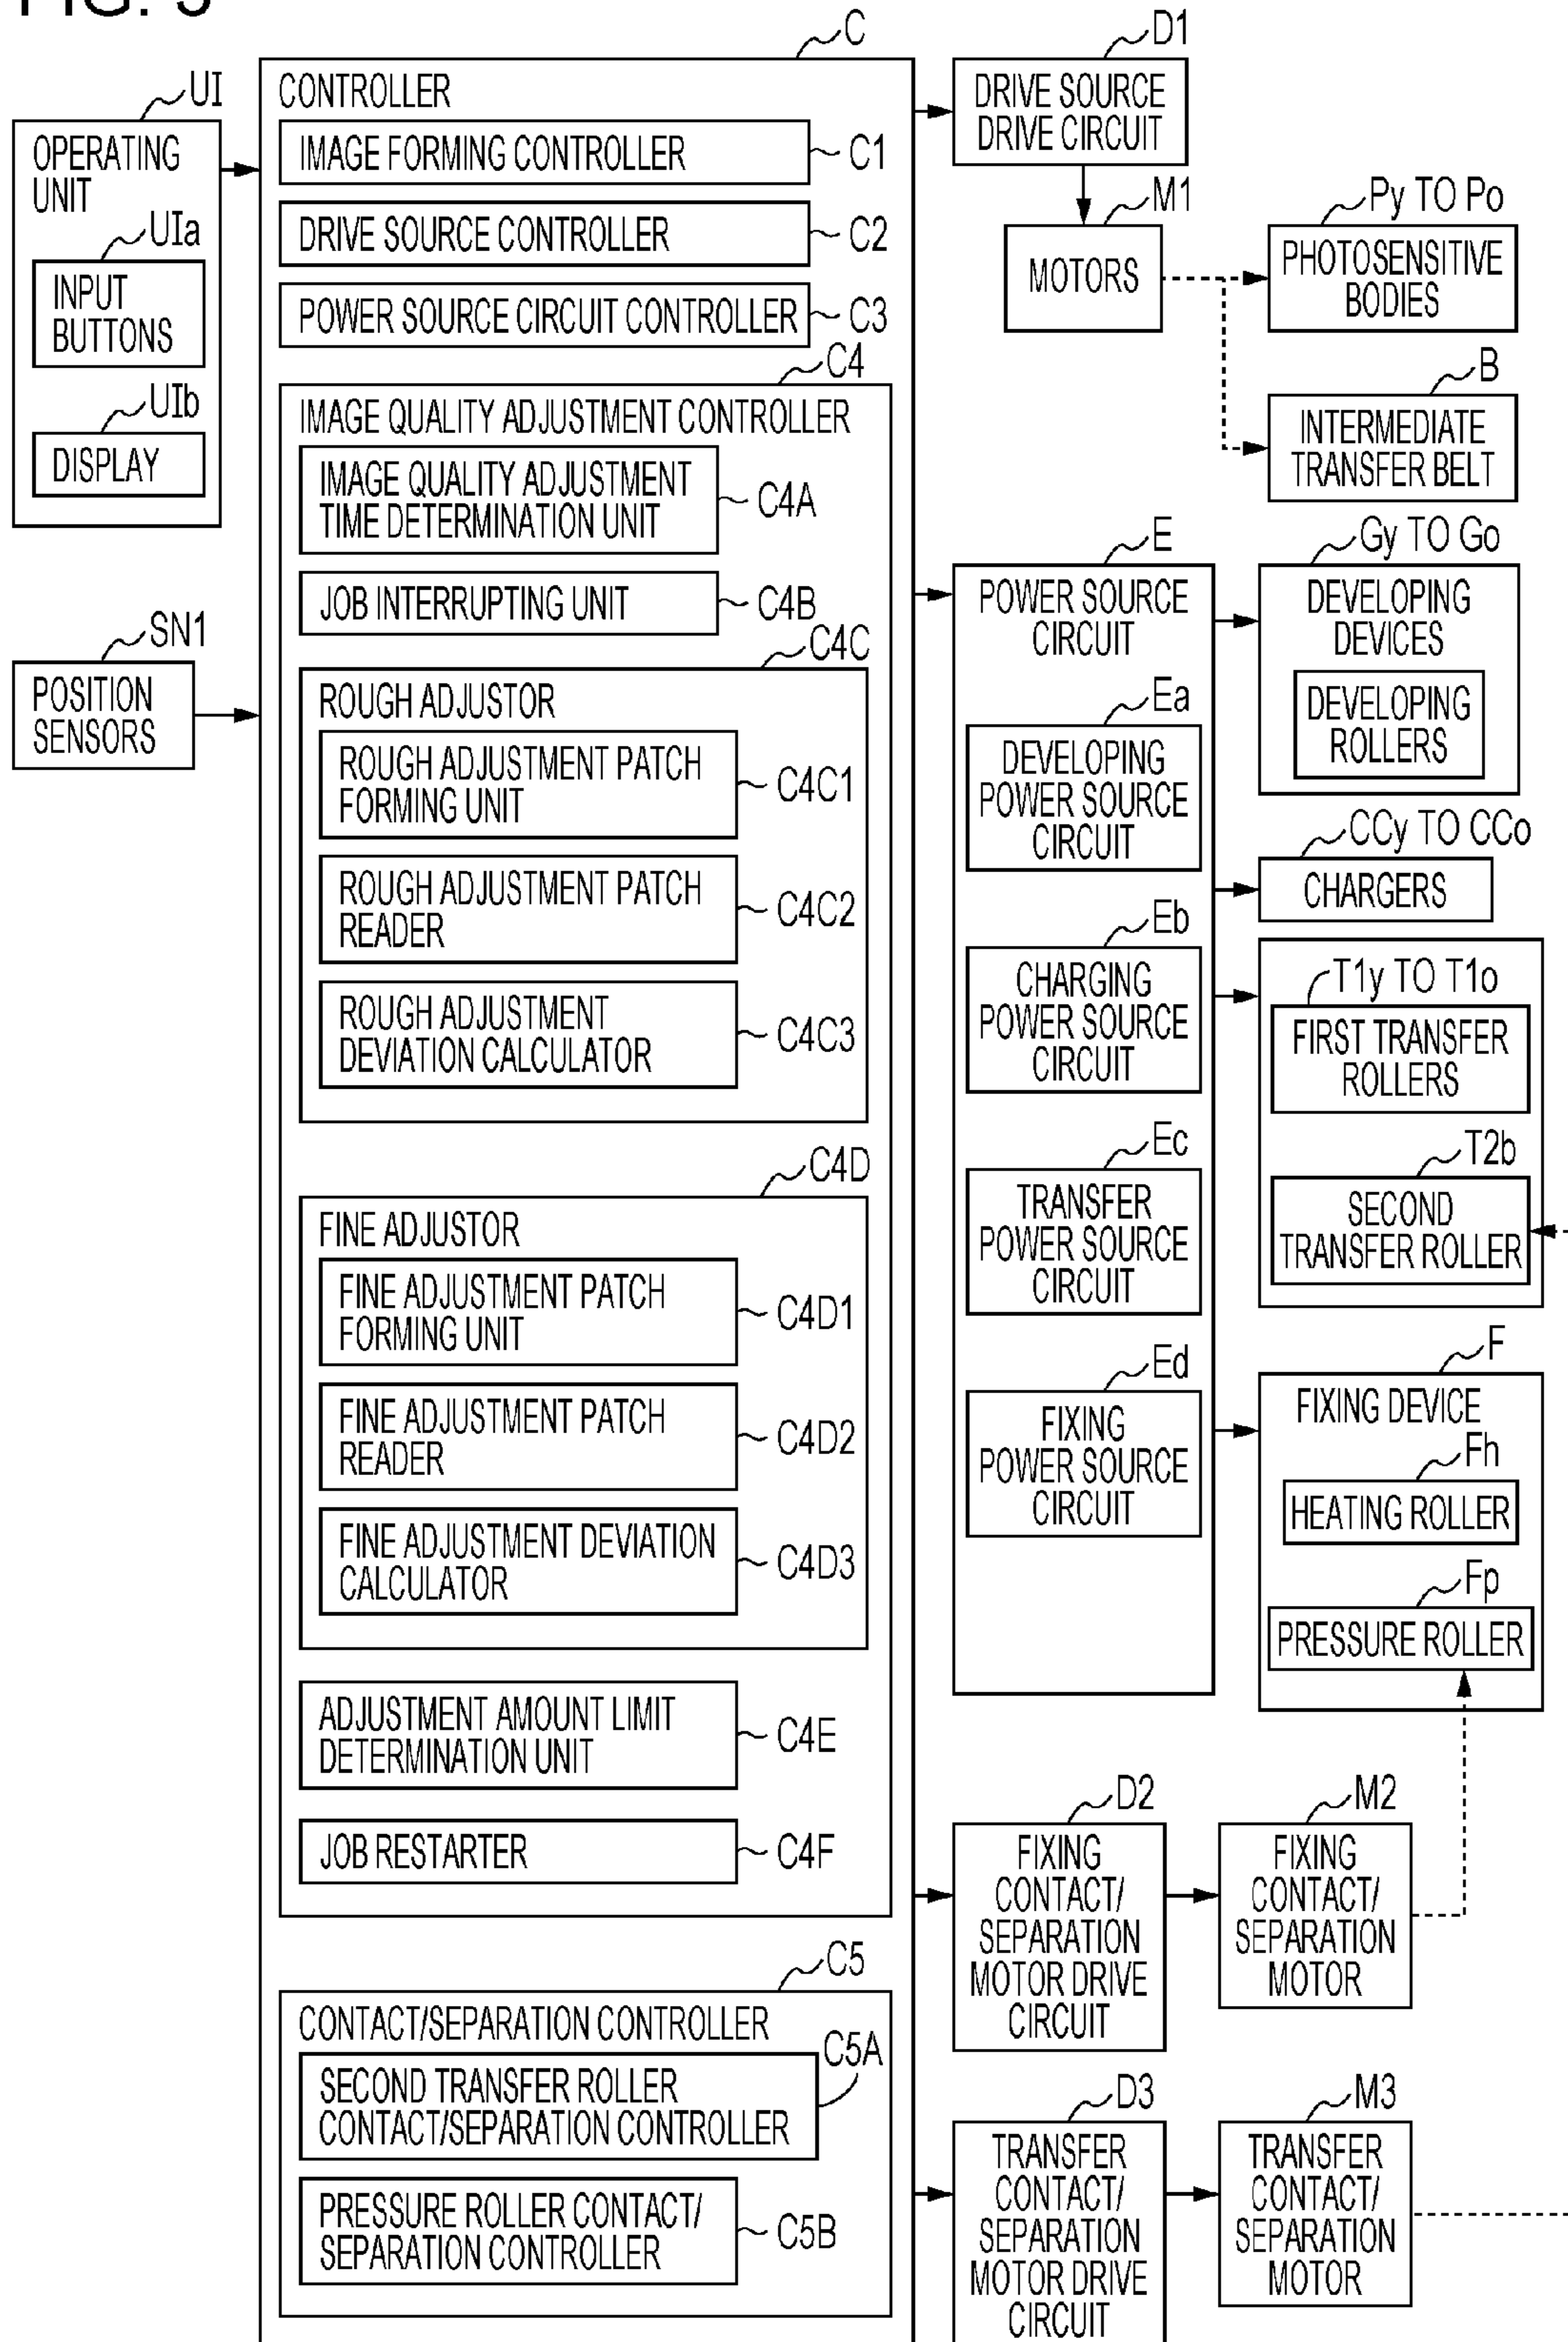 FIG. 5
UI
OPERATING
UNIT
UIa
INPUT
BUTTONS
UIb
DISPLAY
SN1
POSITION
SENSORS
C
CONTROLLER
IMAGE FORMING CONTROLLER
C1
DRIVE SOURCE CONTROLLER
C2
POWER SOURCE CIRCUIT CONTROLLER
C3
C4
IMAGE QUALITY ADJUSTMENT CONTROLLER
IMAGE QUALITY ADJUSTMENT
TIME DETERMINATION UNIT
C4A
JOB INTERRUPTING UNIT
C4B
C4C
ROUGH ADJUSTOR
ROUGH ADJUSTMENT PATCH
FORMING UNIT
C4C1
ROUGH ADJUSTMENT PATCH
READER
C4C2
ROUGH ADJUSTMENT
DEVIATION CALCULATOR
C4C3
C4D
FINE ADJUSTOR
FINE ADJUSTMENT PATCH
FORMING UNIT
C4D1
FINE ADJUSTMENT PATCH
READER
C4D2
FINE ADJUSTMENT DEVIATION
CALCULATOR
C4D3
ADJUSTMENT AMOUNT LIMIT
DETERMINATION UNIT
C4E
JOB RESTARTER
C4F
C5
CONTACT/SEPARATION CONTROLLER
C5A
SECOND TRANSFER ROLLER
CONTACT/SEPARATION CONTROLLER
PRESSURE ROLLER CONTACT/
SEPARATION CONTROLLER
C5B
D1
DRIVE SOURCE
DRIVE CIRCUIT
M1
MOTORS
Py TO Po
PHOTOSENSITIVE
BODIES
B
INTERMEDIATE
TRANSFER BELT
E
POWER SOURCE
CIRCUIT
Ea
DEVELOPING
POWER SOURCE
CIRCUIT
Eb
CHARGING
POWER SOURCE
CIRCUIT
Ec
TRANSFER
POWER SOURCE
CIRCUIT
Ed
FIXING
POWER SOURCE
CIRCUIT
Gy TO Go
DEVELOPING
DEVICES
DEVELOPING
ROLLERS
CCy TO CCo
CHARGERS
T1y TO T1o
FIRST TRANSFER
ROLLERS
T2b
SECOND
TRANSFER ROLLER
F
FIXING DEVICE
Fh
HEATING ROLLER
Fp
PRESSURE ROLLER
D2
FIXING
CONTACT/
SEPARATION
MOTOR DRIVE
CIRCUIT
M2
FIXING
CONTACT/
SEPARATION
MOTOR
D3
TRANSFER
CONTACT/
SEPARATION
MOTOR DRIVE
CIRCUIT
M3
TRANSFER
CONTACT/
SEPARATION
MOTOR